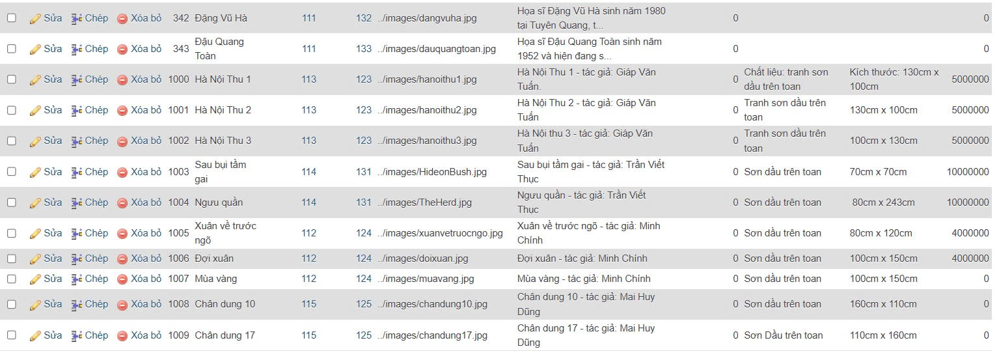 Sửa Chép Xóa bỏ 342 Đặng Vũ Hà 111 132 ../images/dangvuha.jpg Họa sĩ Đặng Vũ Hà sinh năm 1980 0 0
tại Tuyên Quang, t...
Sửa Chép Xóa bỏ 343 Đậu Quang 111 133 ../images/dauquangtoan.jpg Họa sĩ Đậu Quang Toàn sinh năm 0 0
Toàn 1952 và hiện đang s...
Sửa Chép Xóa bỏ 1000 Hà Nội Thu 1 113 123 ../images/hanoithu1.jpg Hà Nội Thu 1 - tác giả: Giáp Văn 0 Chất liệu: tranh sơn Kích thước: 130cm x 5000000
Tuấn. dầu trên toan 100cm
Sửa Chép Xóa bỏ 1001 Hà Nội Thu 2 113 123 ../images/hanoithu2.jpg Hà Nội Thu 2 - tác giả: Giáp Văn 0 Tranh sơn dầu trên 130cm x 100cm 5000000
Tuấn toan
Sửa Chép Xóa bỏ 1002 Hà Nội Thu 3 113 123 ../images/hanoithu3.jpg Hà Nội thu 3 - tác giả: Giáp Văn 0 Tranh sơn dầu trên 100cm x 130cm 5000000
Tuấn toan
Sửa Chép Xóa bỏ 1003 Sau bụi tầm 114 131 ../images/HideonBush.jpg Sau bụi tầm gai - tác giả: Trần Viết 0 Sơn dầu trên toan 70cm x 70cm 10000000
gai Thục
Sửa Chép Xóa bỏ 1004 Ngưu quần 114 131 ../images/TheHerd.jpg Ngưu quần - tác giả: Trần Viết 0 Sơn dầu trên toan 80cm x 243cm 10000000
Thục
Sửa Chép Xóa bỏ 1005 Xuân về trước 112 124 ../images/xuanvetruocngo.jpg Xuân về trước ngõ - tác giả: Minh 0 Sơn dầu trên toan 80cm x 120cm 4000000
ngõ Chính
Sửa Chép Xóa bỏ 1006 Đợi xuân 112 124 ../images/doixuan.jpg Đợi xuân - tác giả: Minh Chính 0 Sơn dầu trên toan 100cm x 150cm 4000000
Sửa Chép Xóa bỏ 1007 Mùa vàng 112 124 ../images/muavang.jpg Mùa vàng - tác giả: Minh Chính 0 Sơn dầu trên toan 100cm x 150cm 0
Sửa Chép Xóa bỏ 1008 Chân dung 10 115 125 ../images/chandung10.jpg Chân dung 10 - tác giả: Mai Huy 0 Sơn dầu trên toan 160cm x 110cm 0
Dũng
Sửa Chép Xóa bỏ 1009 Chân dung 17 115 125 ../images/chandung17.jpg Chân dung 17 - tác giả: Mai Huy 0 Sơn Dầu trên toan 110cm x 160cm 0
Dũng